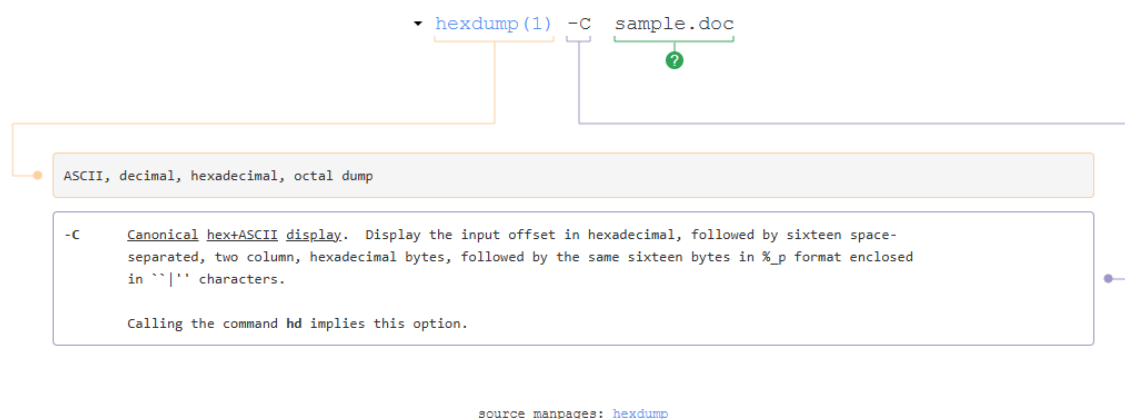 hexdump(1) -C sample.doc
?
ASCII, decimal, hexadecimal, octal dump
-C Canonical hex+ASCII display. Display the input offset in hexadecimal, followed by sixteen space-
separated, two column, hexadecimal bytes, followed by the same sixteen bytes in %_p format enclosed
in ``|'' characters.
Calling the command hd implies this option.
source manpages: hexdump